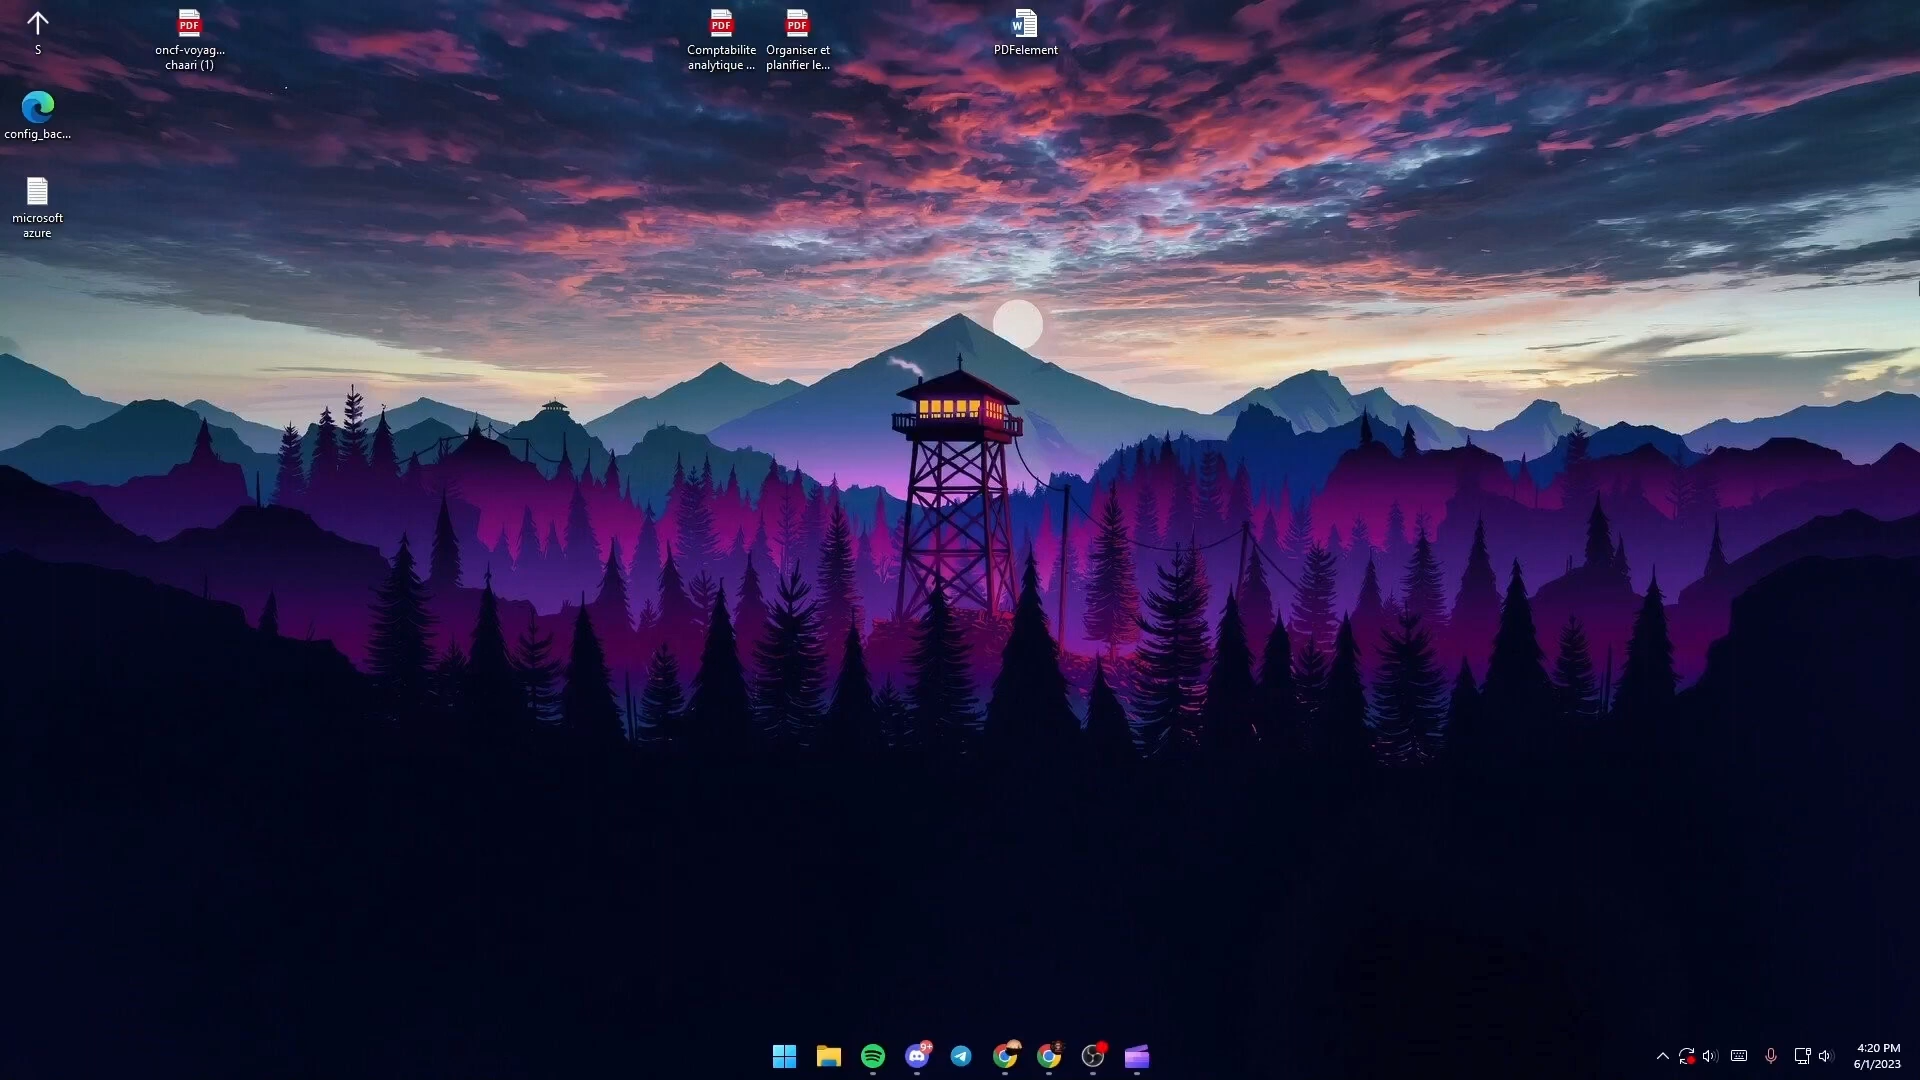 S
oncf-voyag...
chaari (1)
Comptabilite
analytique ...
Organiser et
planifier le...
PDFelement
config_bac...
microsoft
azure
PDF
PDF
PDF
W
9+
4:20 PM
6/1/2023